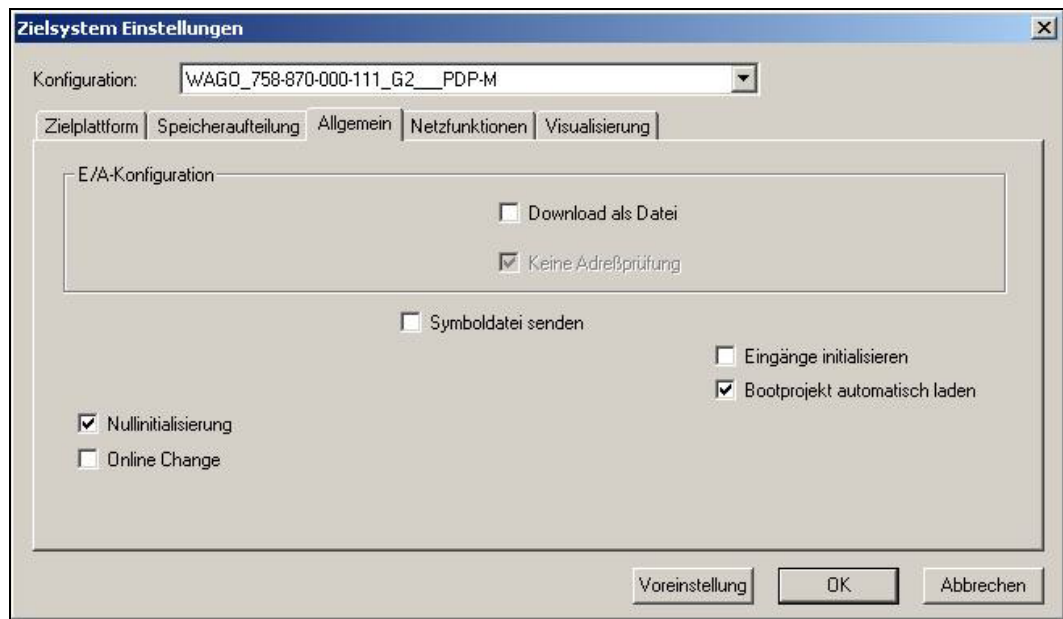 Zielsystem Einstellungen
Konfiguration: WAGO_758-870-000-111_G2___PDP-M
Zielplattform Speicheraufteilung Allgemein Netzfunktionen Visualisierung
E/A-Konfiguration
Download als Datei
Keine Adreßprüfung
Symboldatei senden
Eingänge initialisieren
Bootprojekt automatisch laden
Nullinitialisierung
Online Change
Voreinstellung OK Abbrechen